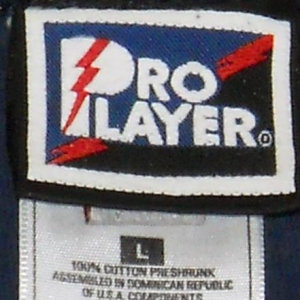 PRO
PLAYER®
L
100% COTTON PRESHRUNK
ASSEMBLED IN DOMINICAN REPUBLIC
OF U.S.A. COMPONENTS